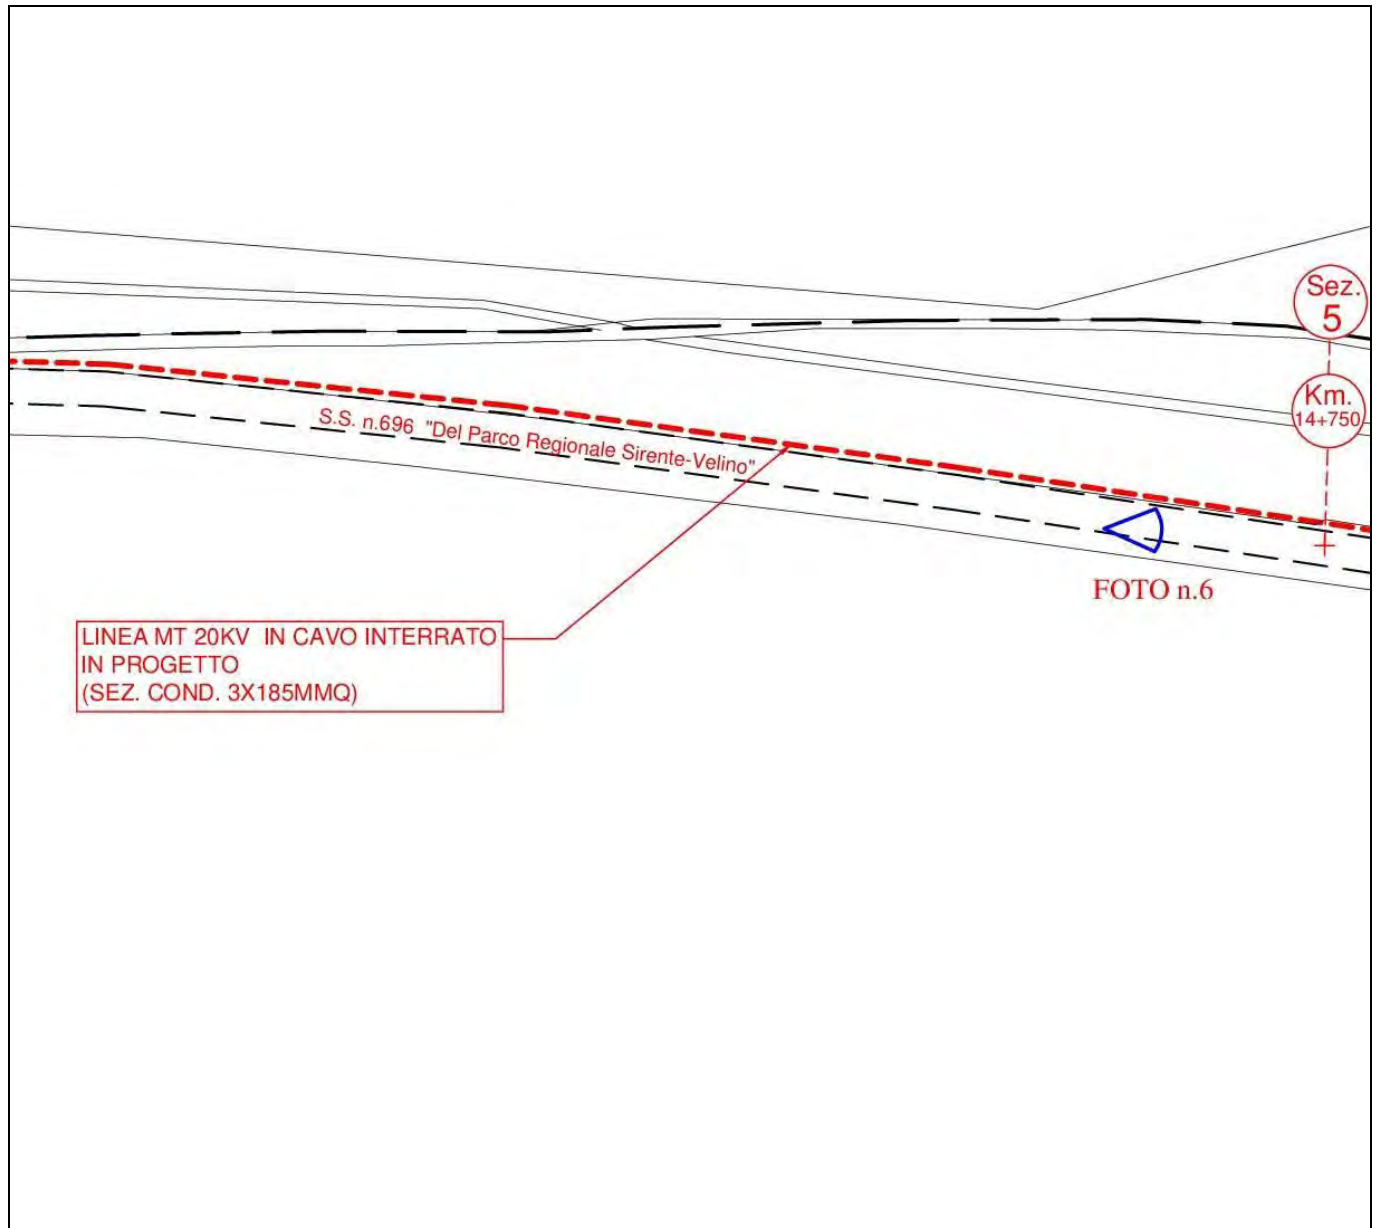 Sez.
5
Km.
14+750
S.S. n.696 "Del Parco Regionale Sirente-Velino"
FOTO n.6
LINEA MT 20KV IN CAVO INTERRATO
IN PROGETTO
(SEZ. COND. 3X185MMQ)